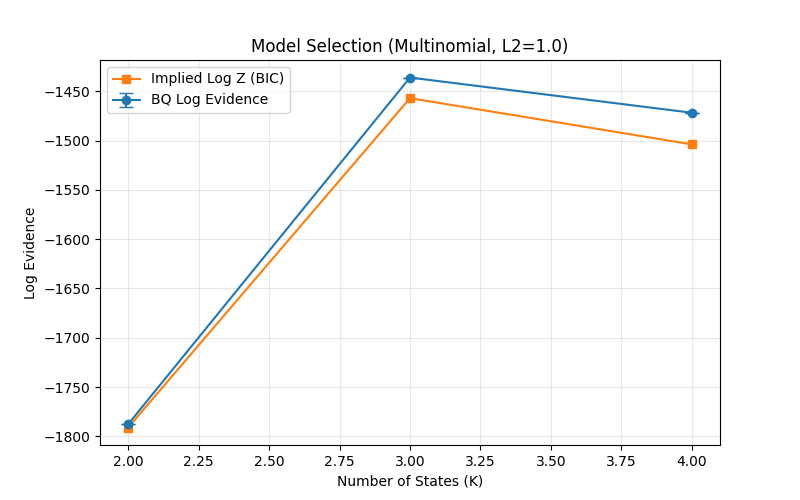 Model Selection (Multinomial, L2=1.0)
Implied Log Z (BIC)
BQ Log Evidence
Log Evidence
−1450
−1500
−1550
−1600
−1650
−1700
−1750
−1800
2.00 2.25 2.50 2.75 3.00 3.25 3.50 3.75 4.00
Number of States (K)